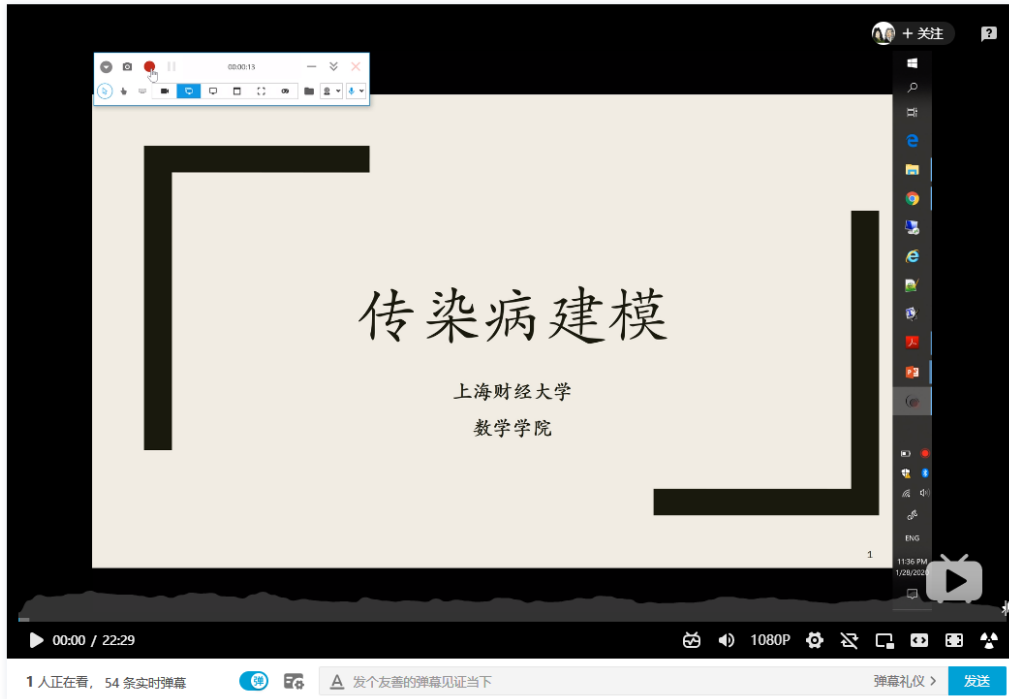 + 关注
00:00:13
传染病建模
上海财经大学
数学学院
1
ENG
11:36 PM
1/28/2020
00:00 / 22:29
1080P
1 人正在看， 54 条实时弹幕
弹
A 发个友善的弹幕见证当下
弹幕礼仪 >
发送